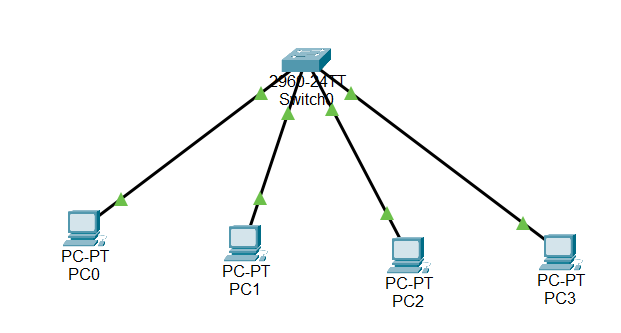 2960-24TT
Switch0
PC-PT
PC0
PC-PT
PC1
PC-PT
PC2
PC-PT
PC3